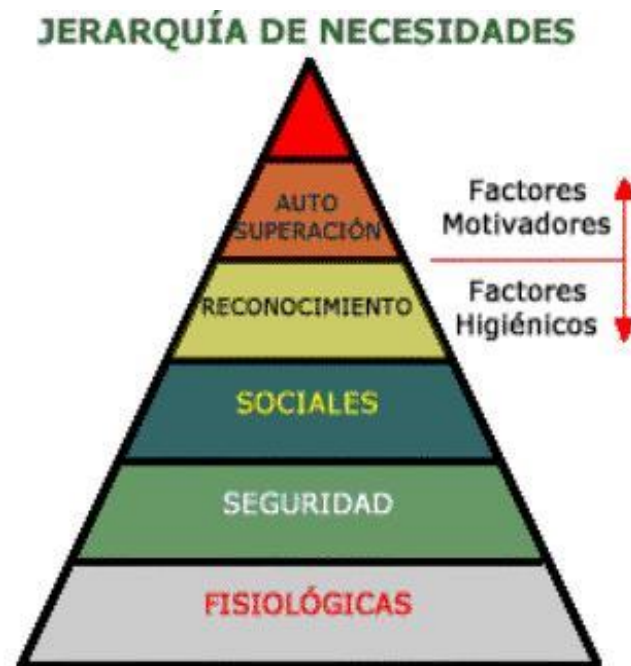 JERARQUÍA DE NECESIDADES
AUTO
SUPERACIÓN
Factores
Motivadores
RECONOCIMIENTO
Factores
Higiénicos
SOCIALES
SEGURIDAD
FISIOLÓGICAS